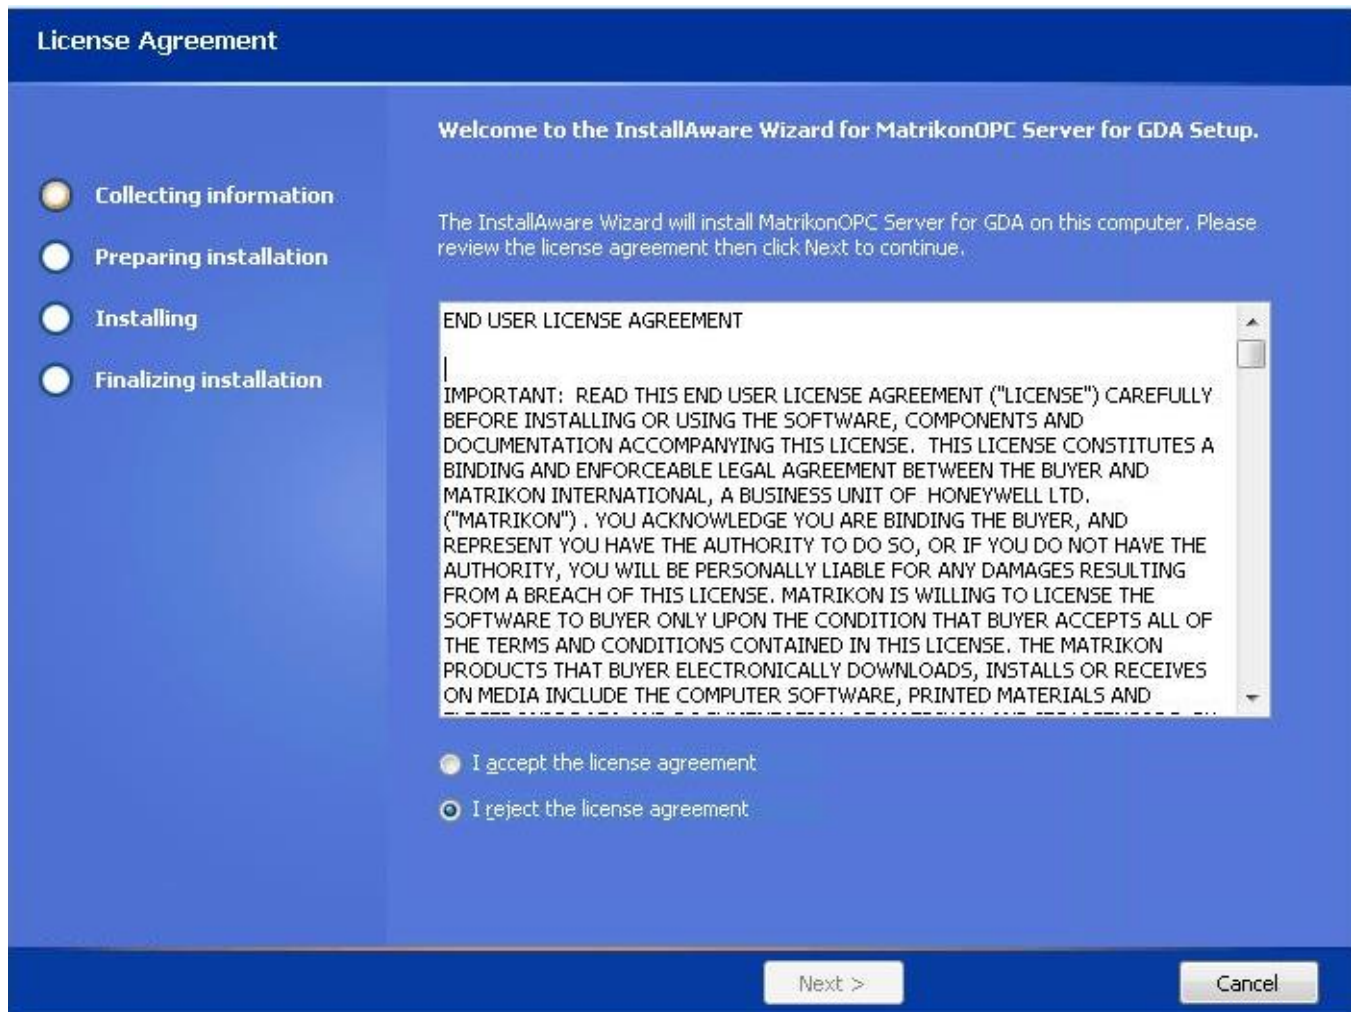 License Agreement
Welcome to the InstallAware Wizard for MatrikonOPC Server for GDA Setup.
Collecting information
Preparing installation
Installing
Finalizing installation
The InstallAware Wizard will install MatrikonOPC Server for GDA on this computer. Please
review the license agreement then click Next to continue.
END USER LICENSE AGREEMENT
IMPORTANT:  READ THIS END USER LICENSE AGREEMENT ("LICENSE") CAREFULLY
BEFORE INSTALLING OR USING THE SOFTWARE, COMPONENTS AND
DOCUMENTATION ACCOMPANYING THIS LICENSE.  THIS LICENSE CONSTITUTES A
BINDING AND ENFORCEABLE LEGAL AGREEMENT BETWEEN THE BUYER AND
MATRIKON INTERNATIONAL, A BUSINESS UNIT OF  HONEYWELL LTD.
("MATRIKON") . YOU ACKNOWLEDGE YOU ARE BINDING THE BUYER, AND
REPRESENT YOU HAVE THE AUTHORITY TO DO SO, OR IF YOU DO NOT HAVE THE
AUTHORITY, YOU WILL BE PERSONALLY LIABLE FOR ANY DAMAGES RESULTING
FROM A BREACH OF THIS LICENSE. MATRIKON IS WILLING TO LICENSE THE
SOFTWARE TO BUYER ONLY UPON THE CONDITION THAT BUYER ACCEPTS ALL OF
THE TERMS AND CONDITIONS CONTAINED IN THIS LICENSE. THE MATRIKON
PRODUCTS THAT BUYER ELECTRONICALLY DOWNLOADS, INSTALLS OR RECEIVES
ON MEDIA INCLUDE THE COMPUTER SOFTWARE, PRINTED MATERIALS AND
I accept the license agreement
I reject the license agreement
Next >
Cancel